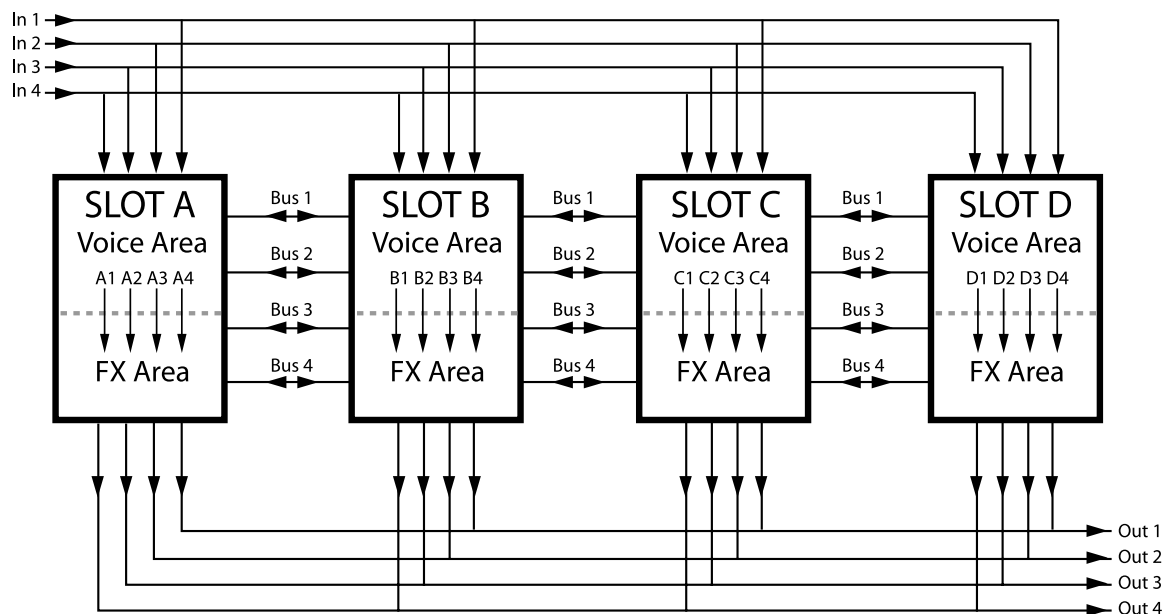 In 1
In 2
In 3
In 4
SLOT A
Voice Area
A1 A2 A3 A4
FX Area
Bus 1
Bus 2
Bus 3
Bus 4
SLOT B
Voice Area
B1 B2 B3 B4
FX Area
Bus 1
Bus 2
Bus 3
Bus 4
SLOT C
Voice Area
C1 C2 C3 C4
FX Area
Bus 1
Bus 2
Bus 3
Bus 4
SLOT D
Voice Area
D1 D2 D3 D4
FX Area
Out 1
Out 2
Out 3
Out 4